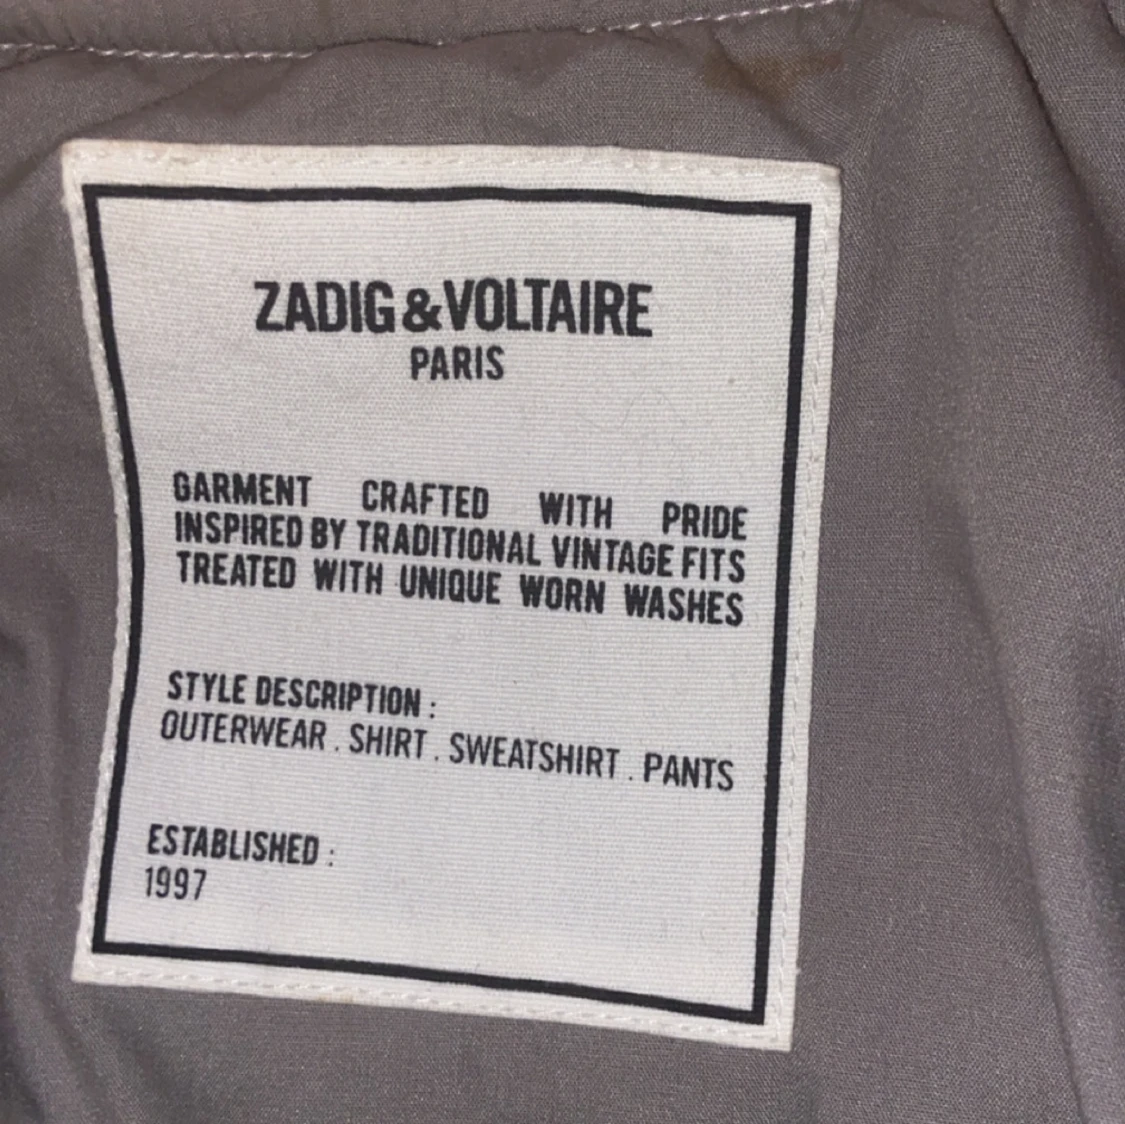 ZADIG&VOLTAIRE
PARIS
GARMENT CRAFTED WITH PRIDE
INSPIRED BY TRADITIONAL VINTAGE FITS
TREATED WITH UNIQUE WORN WASHES
STYLE DESCRIPTION :
OUTERWEAR . SHIRT . SWEATSHIRT . PANTS
ESTABLISHED :
1997